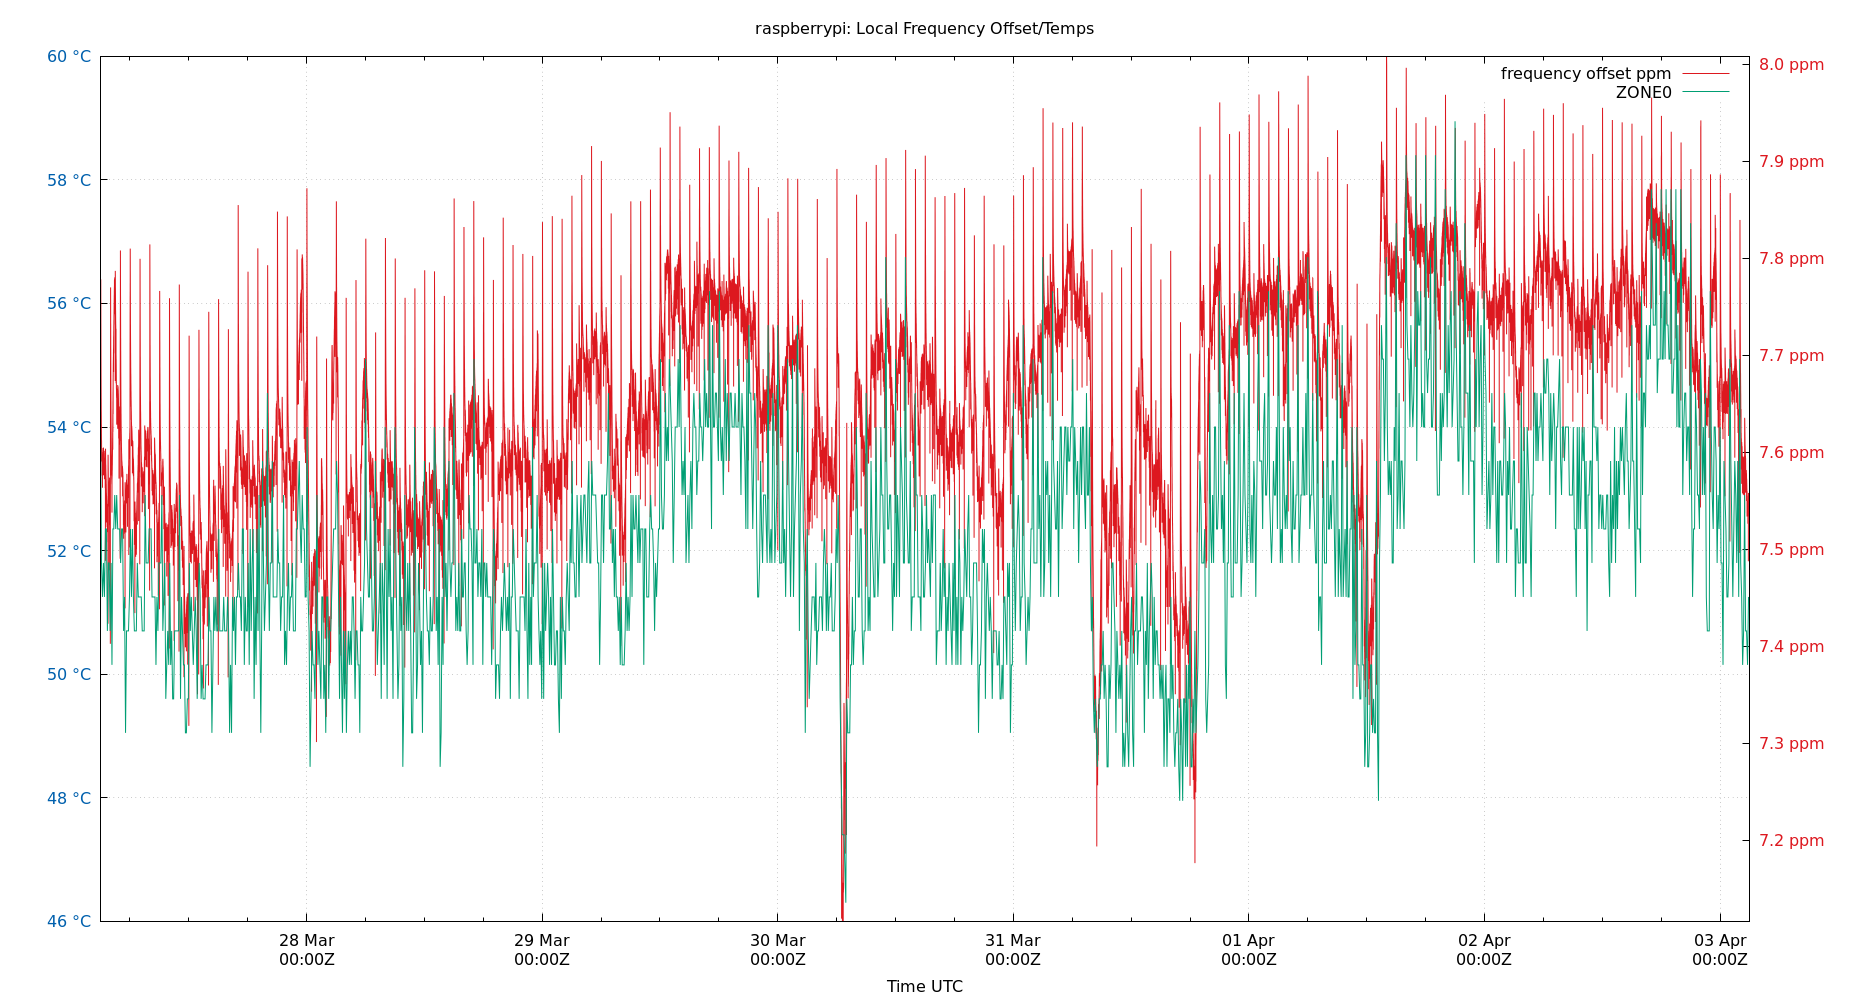 raspberrypi: Local Frequency Offset/Temps
60 °C
58 °C
56 °C
54 °C
52 °C
50 °C
48 °C
46 °C
8.0 ppm
7.9 ppm
7.8 ppm
7.7 ppm
7.6 ppm
7.5 ppm
7.4 ppm
7.3 ppm
7.2 ppm
frequency offset ppm
ZONE0
28 Mar
00:00Z
29 Mar
00:00Z
30 Mar
00:00Z
31 Mar
00:00Z
01 Apr
00:00Z
02 Apr
00:00Z
03 Apr
00:00Z
Time UTC